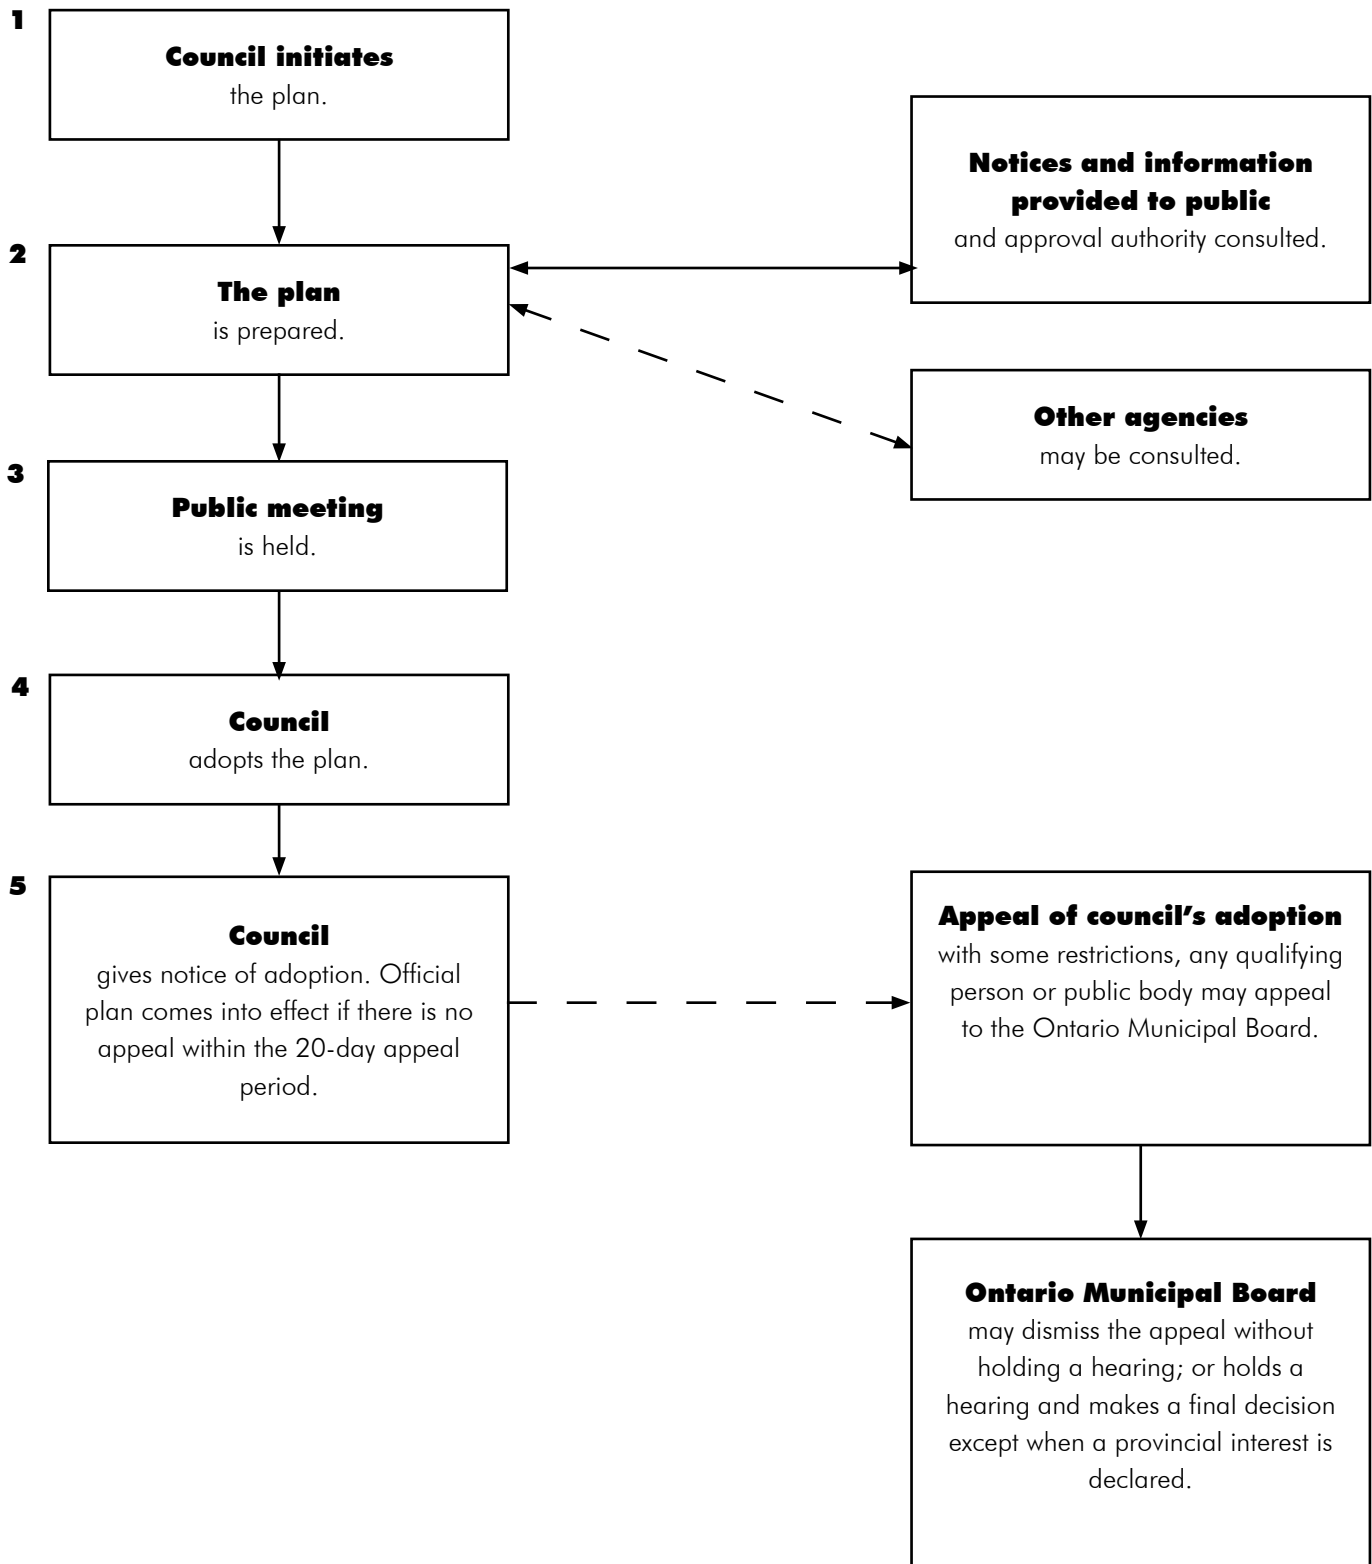 1
Council initiates
the plan.
Notices and information
provided to public
and approval authority consulted.
2
The plan
is prepared.
Other agencies
may be consulted.
3
Public meeting
is held.
4
Council
adopts the plan.
5
Council
gives notice of adoption. Official
plan comes into effect if there is no
appeal within the 20-day appeal
period.
Appeal of council’s adoption
with some restrictions, any qualifying
person or public body may appeal
to the Ontario Municipal Board.
Ontario Municipal Board
may dismiss the appeal without
holding a hearing; or holds a
hearing and makes a final decision
except when a provincial interest is
declared.